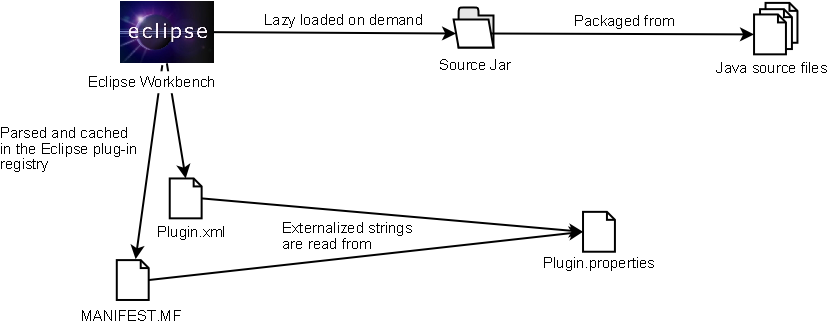 eclipse
Lazy loaded on demand
Packaged from
Source Jar
Java source files
Eclipse Workbench
Parsed and cached
in the Eclipse plug-in
registry
Plugin.xml
Externalized strings
are read from
Plugin.properties
MANIFEST.MF